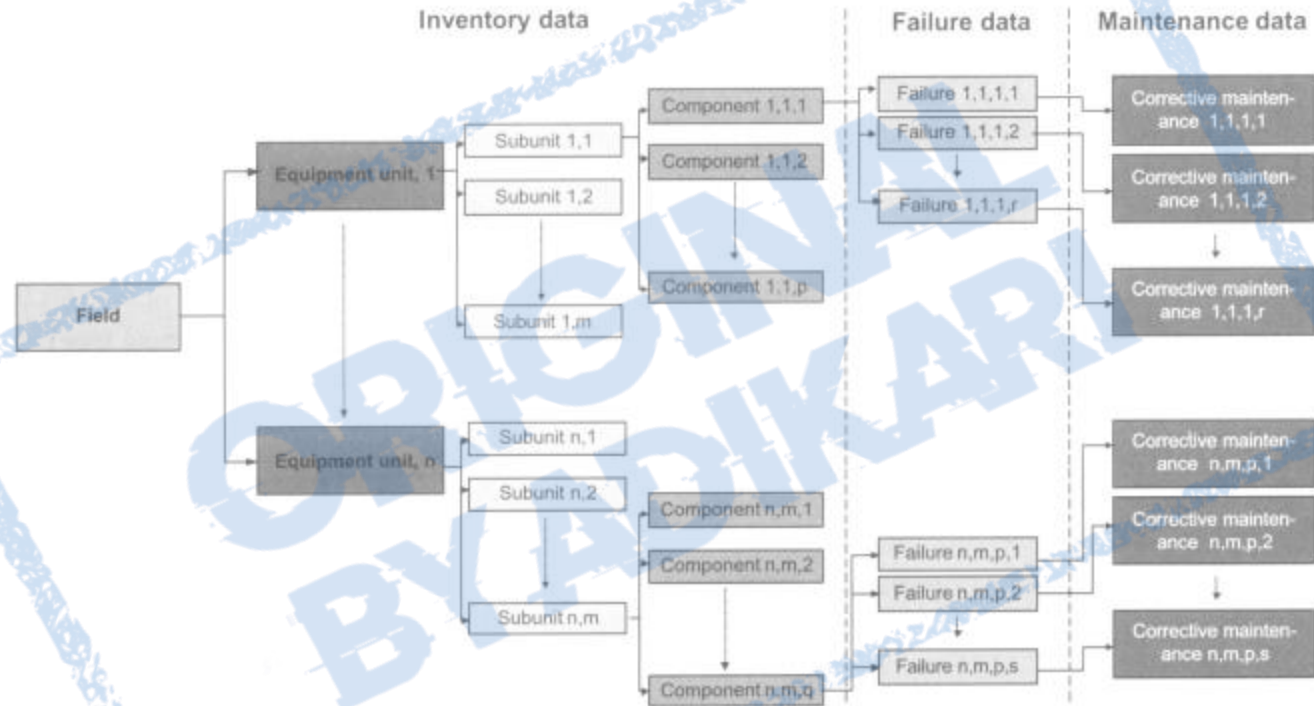 Inventory data
Failure data
Maintenance data
Field
Equipment unit, 1
Equipment unit, n
Subunit 1,1
Subunit 1,2
Subunit 1,m
Subunit n,1
Subunit n,2
Subunit n,m
Component 1,1,1
Component 1,1,2
Component 1,1,p
Component n,m,1
Component n,m,2
Component n,m,q
Failure 1,1,1,1
Failure 1,1,1,2
Failure 1,1,1,r
Failure n,m,p,1
Failure n,m,p,2
Failure n,m,p,s
Corrective mainten-
ance 1,1,1,1
Corrective mainten-
ance 1,1,1,2
Corrective mainten-
ance 1,1,1,r
Corrective mainten-
ance n,m,p,1
Corrective mainten-
ance n,m,p,2
Corrective mainten-
ance n,m,p,s
ORIGINAL
BY ADIKARI